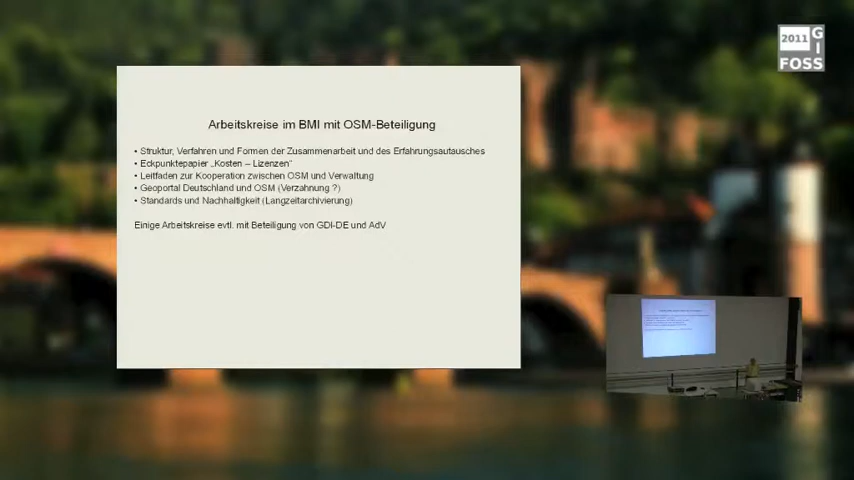 2011
G
I
FOSS
Arbeitskreise im BMI mit OSM-Beteiligung
• Struktur, Verfahren und Formen der Zusammenarbeit und des Erfahrungsautausches
• Eckpunktepapier „Kosten – Lizenzen“
• Leitfaden zur Kooperation zwischen OSM und Verwaltung
• Geoportal Deutschland und OSM (Verzahnung ?)
• Standards und Nachhaltigkeit (Langzeitarchivierung)
Einige Arbeitskreise evtl. mit Beteiligung von GDI-DE und AdV